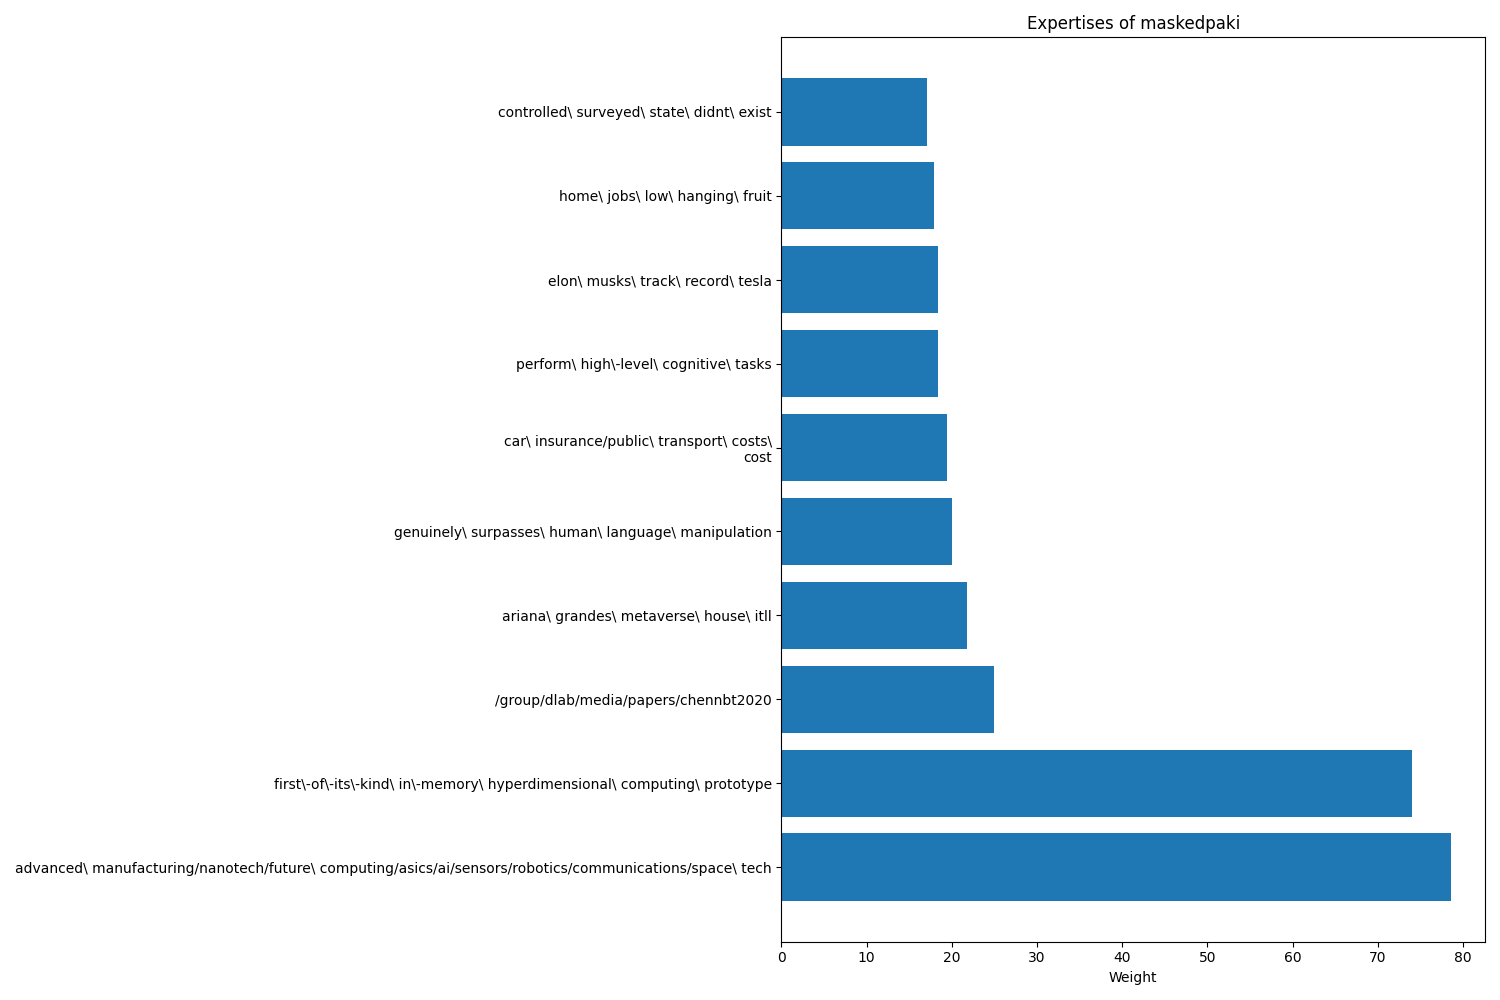 Expertises of maskedpaki
controlled\ surveyed\ state\ didnt\ exist
home\ jobs\ low\ hanging\ fruit
elon\ musks\ track\ record\ tesla
perform\ high\-level\ cognitive\ tasks
car\ insurance/public\ transport\ costs\
cost
genuinely\ surpasses\ human\ language\ manipulation
ariana\ grandes\ metaverse\ house\ itll
/group/dlab/media/papers/chennbt2020
first\-of\-its\-kind\ in\-memory\ hyperdimensional\ computing\ prototype
advanced\ manufacturing/nanotech/future\ computing/asics/ai/sensors/robotics/communications/space\ tech
0 10 20 30 40 50 60 70 80
Weight